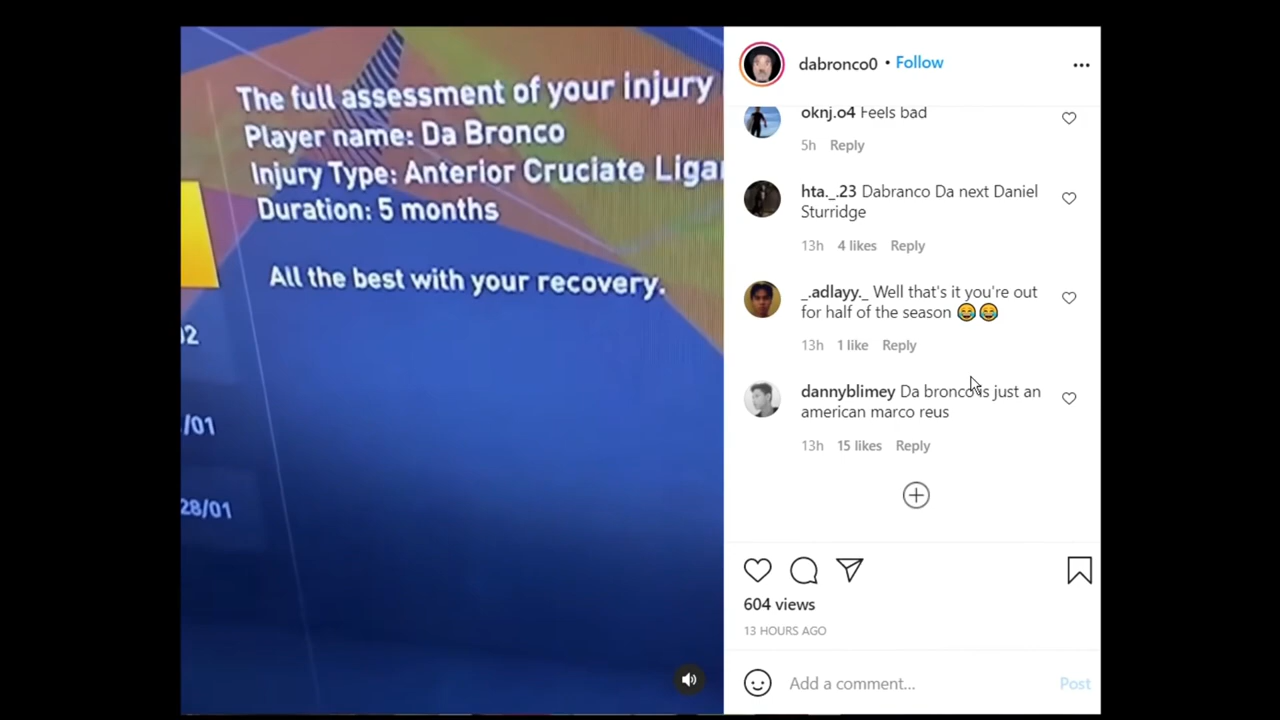 The full assessment of your injury
Player name: Da Bronco
Injury Type: Anterior Cruciate
Duration: 5 months
All the best with your recovery.
/01
28/01
dabronco0 • Follow
oknj.o4 Feels bad
5h Reply
hta._.23 Dabranco Da next Daniel
Sturridge
13h 4 likes Reply
_.adlayy._ Well that's it you're out
for half of the season 😂😂
13h 1 like Reply
dannyblimey Da bronco is just an
american marco reus
13h 15 likes Reply
604 views
13 HOURS AGO
Add a comment... Post